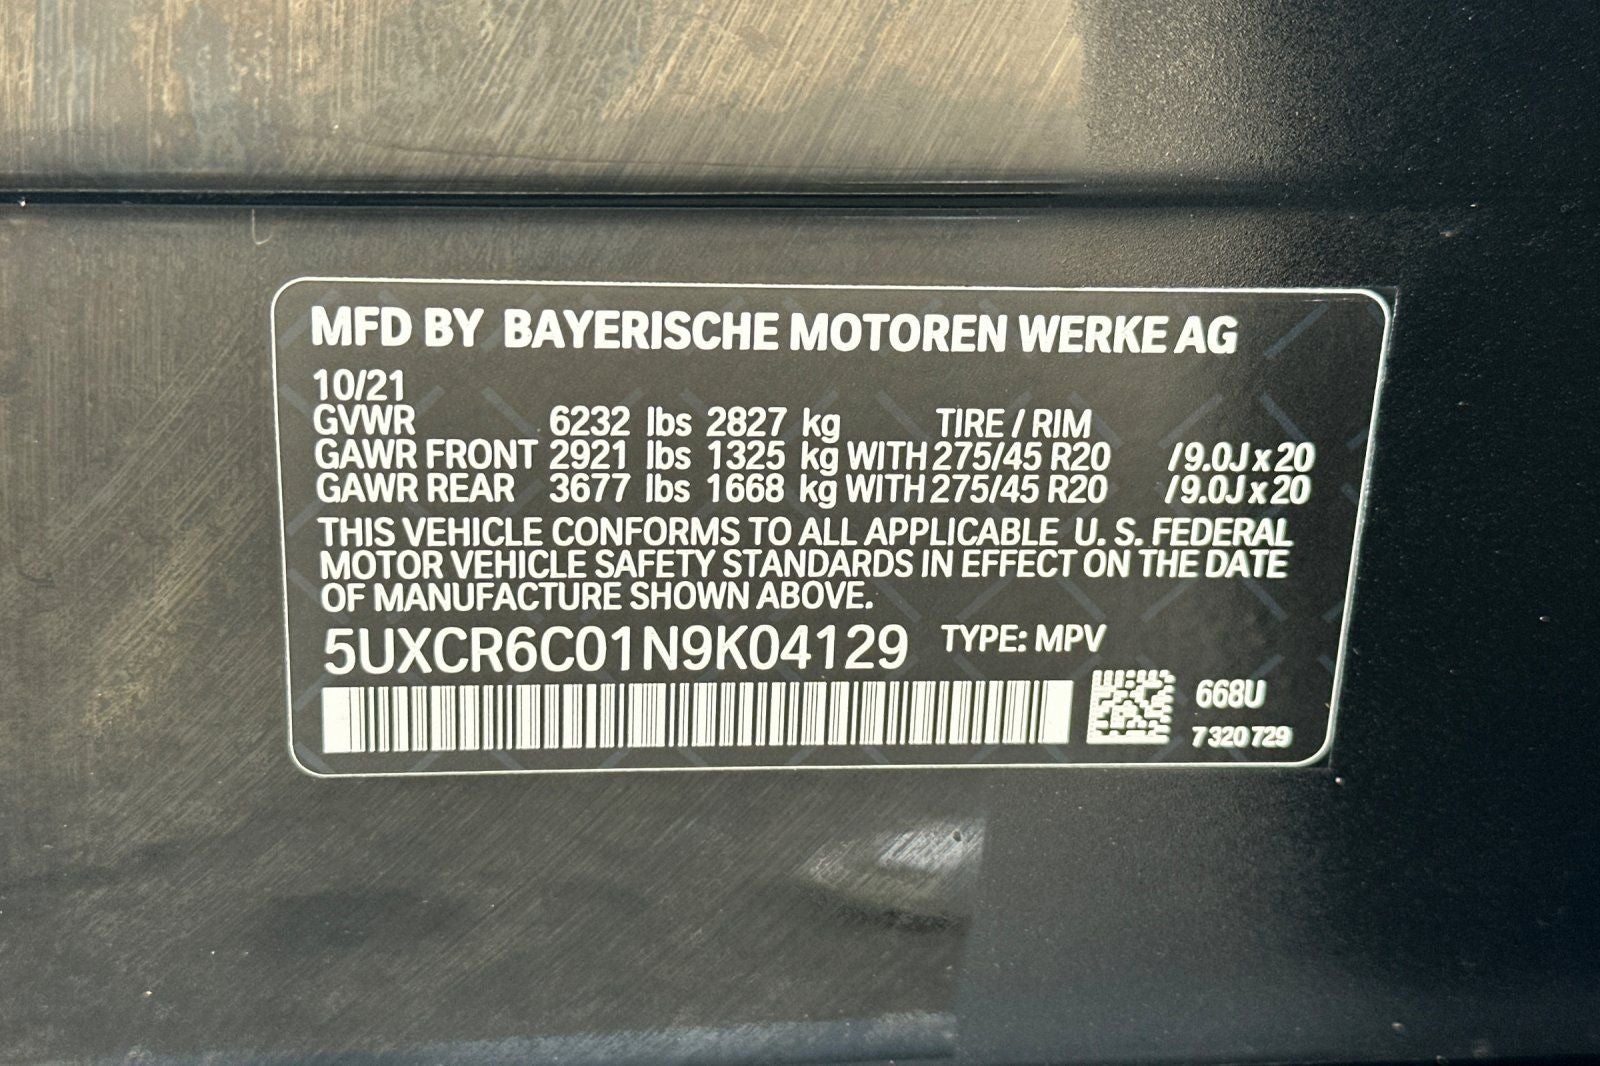 MFD BY BAYERISCHE MOTOREN WERKE AG
10/21
GVWR 6232 lbs 2827 kg TIRE / RIM
GAWR FRONT 2921 lbs 1325 kg WITH 275/45 R20 /9.0J x 20
GAWR REAR 3677 lbs 1668 kg WITH 275/45 R20 /9.0J x 20
THIS VEHICLE CONFORMS TO ALL APPLICABLE U. S. FEDERAL
MOTOR VEHICLE SAFETY STANDARDS IN EFFECT ON THE DATE
OF MANUFACTURE SHOWN ABOVE.
5UXCR6C01N9K04129 TYPE: MPV
668U
7 320 729